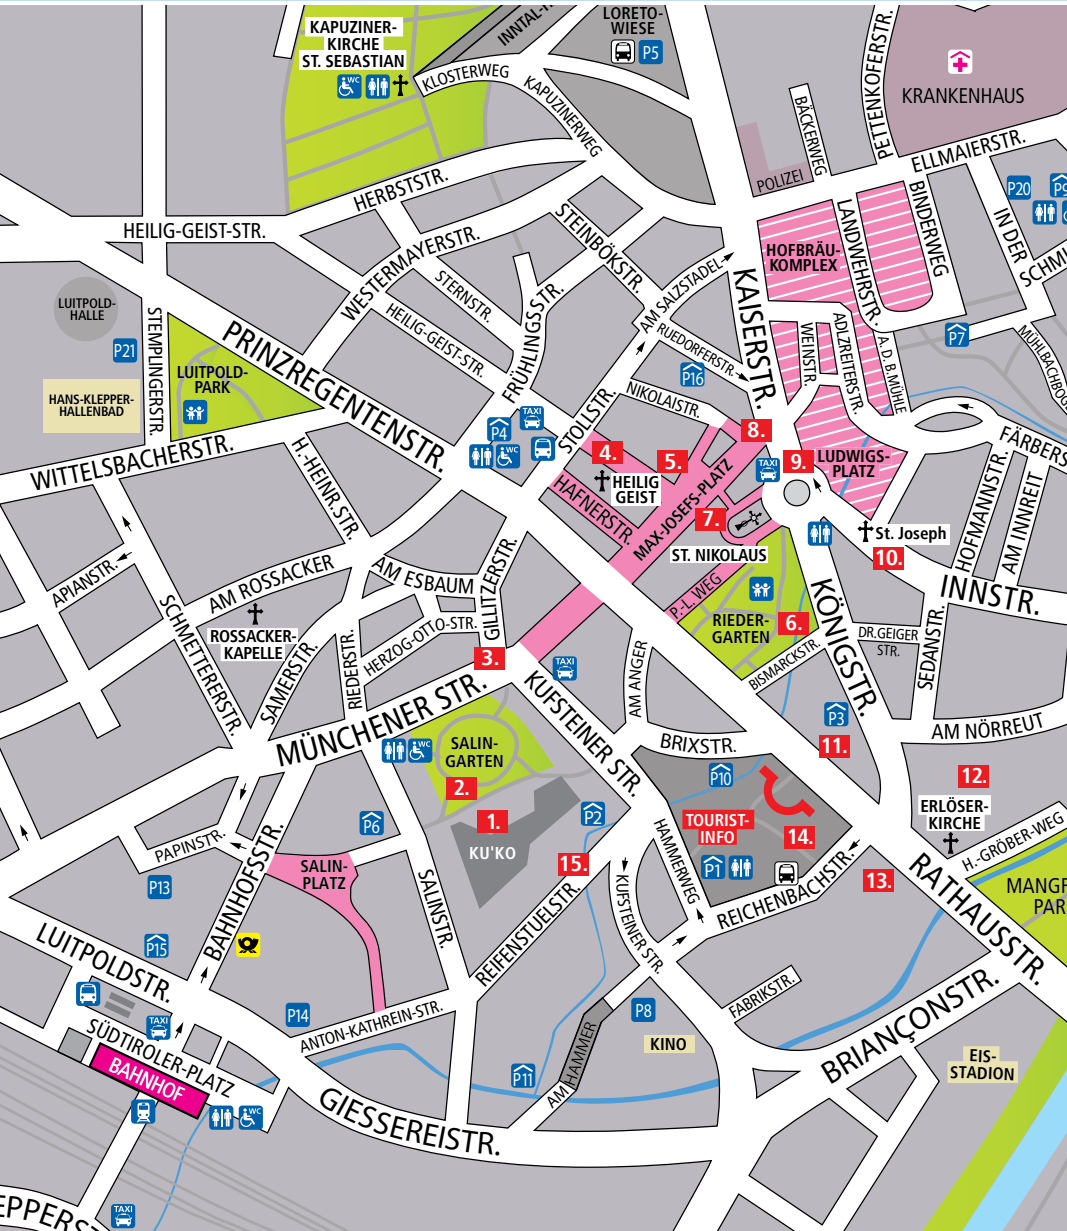 KAPUZINER-
KIRCHE
ST. SEBASTIAN
WC
INNTAL-
LORETO-
WIESE
P5
KLOSTERWEG
KAPUZINERWEG
PETTENKOFERSTR.
KRANKENHAUS
BÄCKERWEG
POLIZEI
ELLMAIERSTR.
P20
P9
HERBSTSTR.
HEILIG-GEIST-STR.
WESTERMAYERSTR.
STEINBÖKSTR.
HOFBRÄU-
KOMPLEX
LANDWEHRSTR.
BINDERWEG
IN DER
SCHMI
LUITPOLD-
HALLE
STERNSTR.
AM SALZSTADEL
KAISERSTR.
HEILIG-GEIST-STR.
FRÜHLINGSSTR.
STEMPLINGERSTR.
P21
PRINZREGENTENSTR.
RUEDORFERSTR.
WEINSTR.
ADLZREITERSTR.
A. D. B.MÜHLE
P7
MÜHLBACHBOG.
LUITPOLD-
PARK
HANS-KLEPPER-
HALLENBAD
P16
NIKOLAISTR.
STOLLSTR.
TAXI
P4
WC
8.
WITTELSBACHERSTR.
H.-HEINR.STR.
4.
5.
9.
TAXI
LUDWIGS-
PLATZ
FÄRBERS
HEILIG
GEIST
HAFNERSTR.
MAX-JOSEFS-PLATZ
7.
ST. NIKOLAUS
St. Joseph
10.
HOFMANNSTR.
AM INNREIT
INNSTR.
APIANSTR.
AM ROSSACKER
AM ESBAUM
GILLITZERSTR.
P.-L. WEG
ROSSACKER-
KAPELLE
SCHMETTERERSTR.
SAMERSTR.
RIEDERSTR.
HERZOG-OTTO-STR.
RIEDER-
GARTEN
6.
KÖNIGSTR.
DR.GEIGER
STR.
SEDANSTR.
BISMARCKSTR.
3.
TAXI
AM ANGER
MÜNCHENER STR.
KUFSTEINER STR.
P3
11.
AM NÖRREUT
WC
SALIN-
GARTEN
2.
BRIXSTR.
P10
12.
ERLÖSER-
KIRCHE
1.
KU'KO
P2
TOURIST-
INFO
14.
P6
PAPINSTR.
BAHNHOFSSTR.
HAMMERWEG
P1
H.-GRÖBER-WEG
SALIN-
PLATZ
15.
13.
MANGF
PAR
P13
SALINSTR.
REIFENSTUELSTR.
KUFSTEINER STR.
REICHENBACHSTR.
RATHAUSSTR.
LUITPOLDSTR.
P15
FABRIKSTR.
BRIANÇONSTR.
TAXI
P14
ANTON-KATHREIN-STR.
P8
KINO
SÜDTIROLER-PLATZ
BAHNHOF
WC
P11
AM HAMMER
EIS-
STADION
GIESSEREISTR.
EPPERST
TAXI